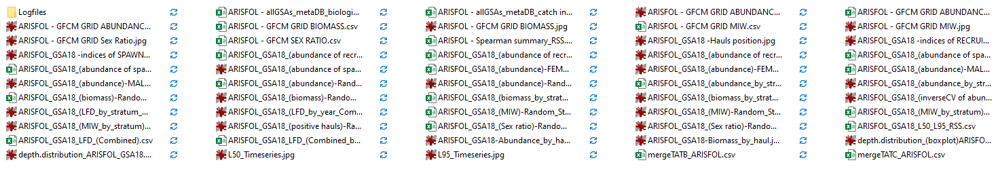 Logfiles ARISFOL - allGSAs_metaDB_biologi... ARISFOL - allGSAs_metaDB_catch in... ARISFOL - GFCM GRID ABUNDANC... ARISFOL - GFCM GRID ABUNDANC...
ARISFOL - GFCM GRID ABUNDANC... ARISFOL - GFCM GRID BIOMASS.csv ARISFOL - GFCM GRID BIOMASS.jpg ARISFOL - GFCM GRID MIW.csv ARISFOL - GFCM GRID MIW.jpg
ARISFOL - GFCM GRID Sex Ratio.jpg ARISFOL - GFCM SEX RATIO.csv ARISFOL - Spearman summary_RSS.... ARISFOL_GSA18 -Hauls position.jpg ARISFOL_GSA18 -indices of RECRUI...
ARISFOL_GSA18 -indices of SPAWN... ARISFOL_GSA18_(abundance of recr... ARISFOL_GSA18_(abundance of recr... ARISFOL_GSA18_(abundance of recr... ARISFOL_GSA18_(abundance of spa...
ARISFOL_GSA18_(abundance of spa... ARISFOL_GSA18_(abundance of spa... ARISFOL_GSA18_(abundance)-FEM... ARISFOL_GSA18_(abundance)-FEM... ARISFOL_GSA18_(abundance)-MAL...
ARISFOL_GSA18_(abundance)-MAL... ARISFOL_GSA18_(abundance)-Rand... ARISFOL_GSA18_(abundance)-Rand... ARISFOL_GSA18_(abundance_by_str... ARISFOL_GSA18_(abundance_by_str...
ARISFOL_GSA18_(biomass)-Rando... ARISFOL_GSA18_(biomass)-Rando... ARISFOL_GSA18_(biomass_by_strat... ARISFOL_GSA18_(biomass_by_strat... ARISFOL_GSA18_(inverseCV of abun...
ARISFOL_GSA18_(LFD_by_stratum_... ARISFOL_GSA18_(LFD_by_year_Com... ARISFOL_GSA18_(MIW)-Random_St... ARISFOL_GSA18_(MIW)-Random_St... ARISFOL_GSA18_(MIW_by_stratum)...
ARISFOL_GSA18_(MIW_by_stratum)... ARISFOL_GSA18_(positive hauls)-Ra... ARISFOL_GSA18_(Sex ratio)-Rando... ARISFOL_GSA18_(Sex ratio)-Rando... ARISFOL_GSA18_L50_L95_RSS.csv
ARISFOL_GSA18_LFD_(Combined).csv ARISFOL_GSA18_LFD_(Combined_b... ARISFOL_GSA18-Abundance_by_ha... ARISFOL_GSA18-Biomass_by_haul.j... depth.distribution_(boxplot)ARISFO...
depth.distribution_ARISFOL_GSA18.... L50_Timeseries.jpg L95_Timeseries.jpg mergeTATB_ARISFOL.csv mergeTATC_ARISFOL.csv